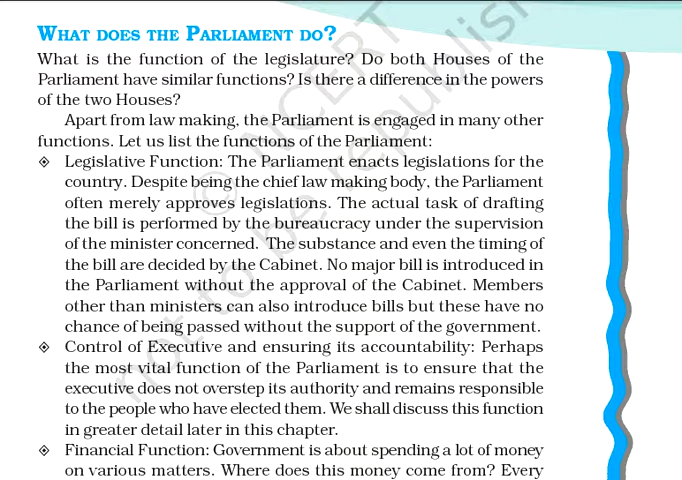 WHAT DOES THE PARLIAMENT DO?
What is the function of the legislature? Do both Houses of the
Parliament have similar functions? Is there a difference in the powers
of the two Houses?
Apart from law making, the Parliament is engaged in many other
functions. Let us list the functions of the Parliament:
Legislative Function: The Parliament enacts legislations for the
country. Despite being the chief law making body, the Parliament
often merely approves legislations. The actual task of drafting
the bill is performed by the bureaucracy under the supervision
of the minister concerned. The substance and even the timing of
the bill are decided by the Cabinet. No major bill is introduced in
the Parliament without the approval of the Cabinet. Members
other than ministers can also introduce bills but these have no
chance of being passed without the support of the government.
Control of Executive and ensuring its accountability: Perhaps
the most vital function of the Parliament is to ensure that the
executive does not overstep its authority and remains responsible
to the people who have elected them. We shall discuss this function
in greater detail later in this chapter.
Financial Function: Government is about spending a lot of money
on various matters. Where does this money come from? Every
© NCERT
not to be republish